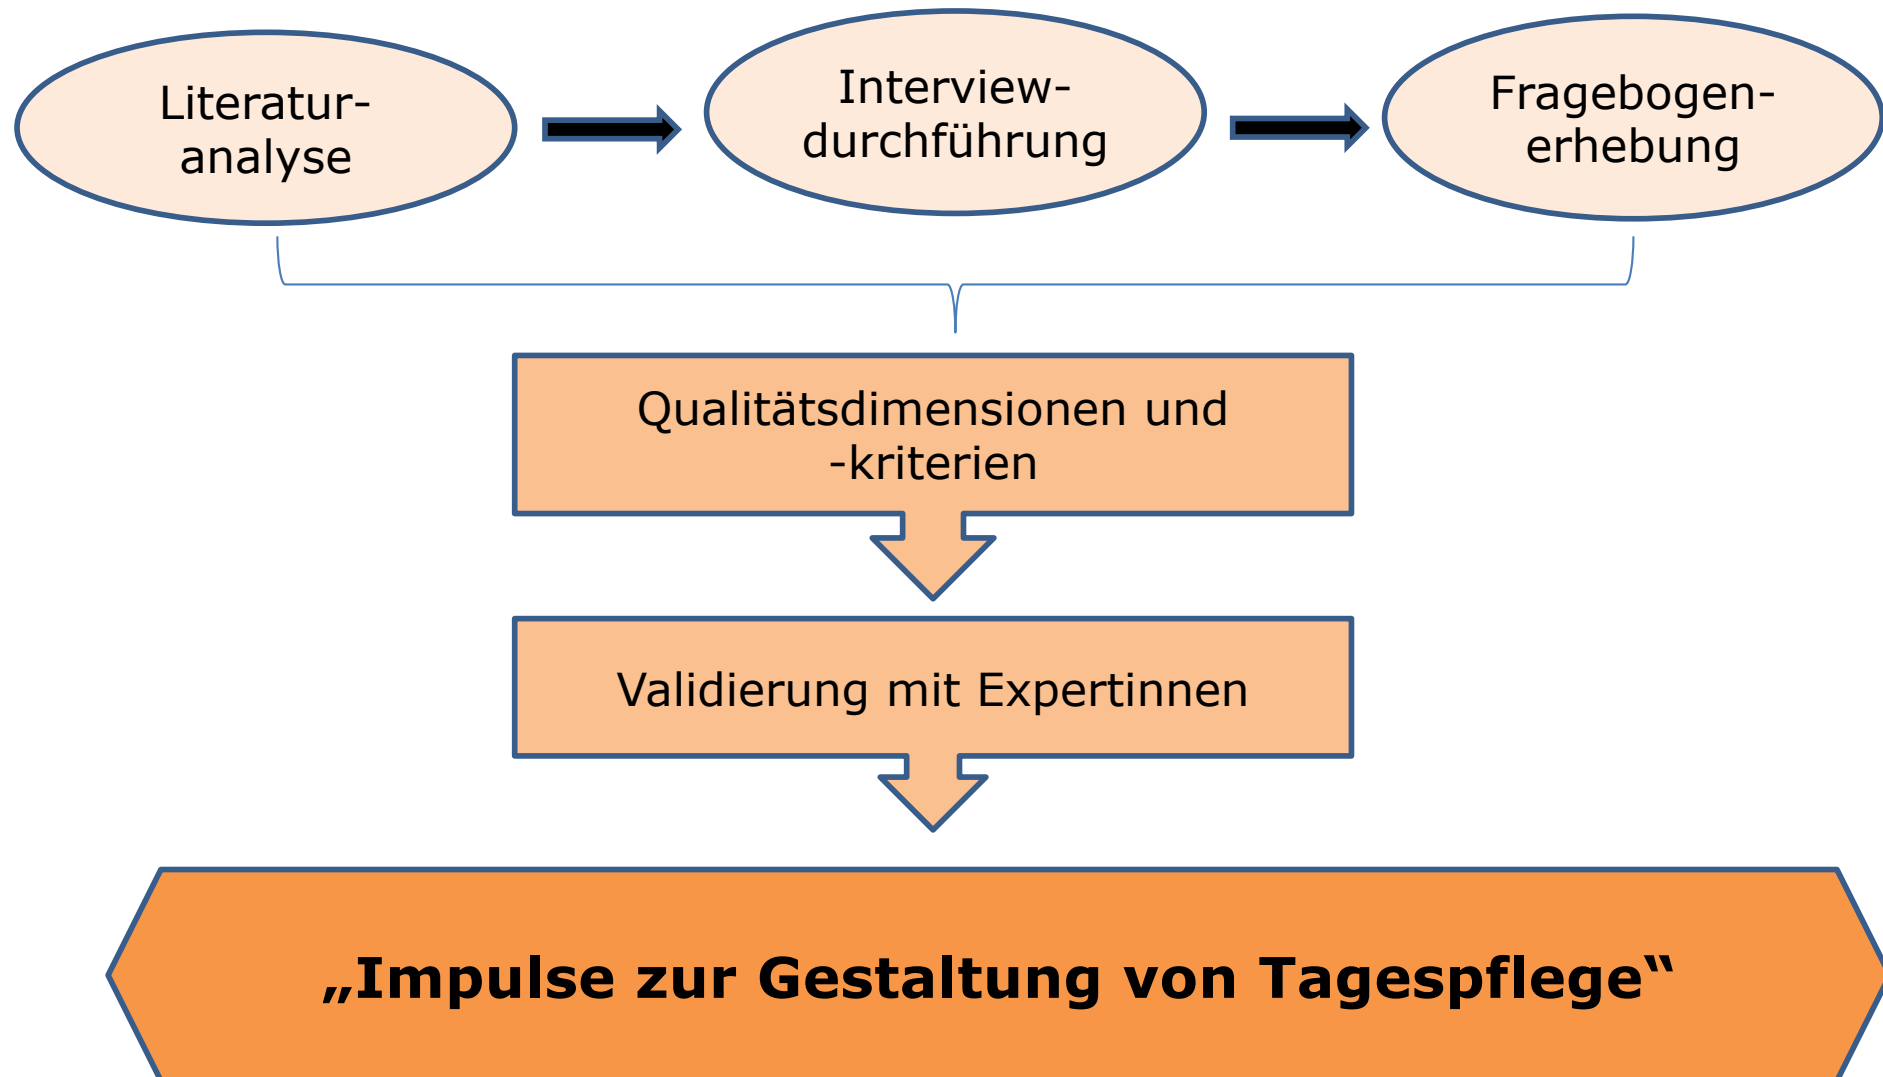 Literatur-
analyse
Interview-
durchführung
Fragebogen-
erhebung
Qualitätsdimensionen und
-kriterien
Validierung mit Expertinnen
„Impulse zur Gestaltung von Tagespflege“